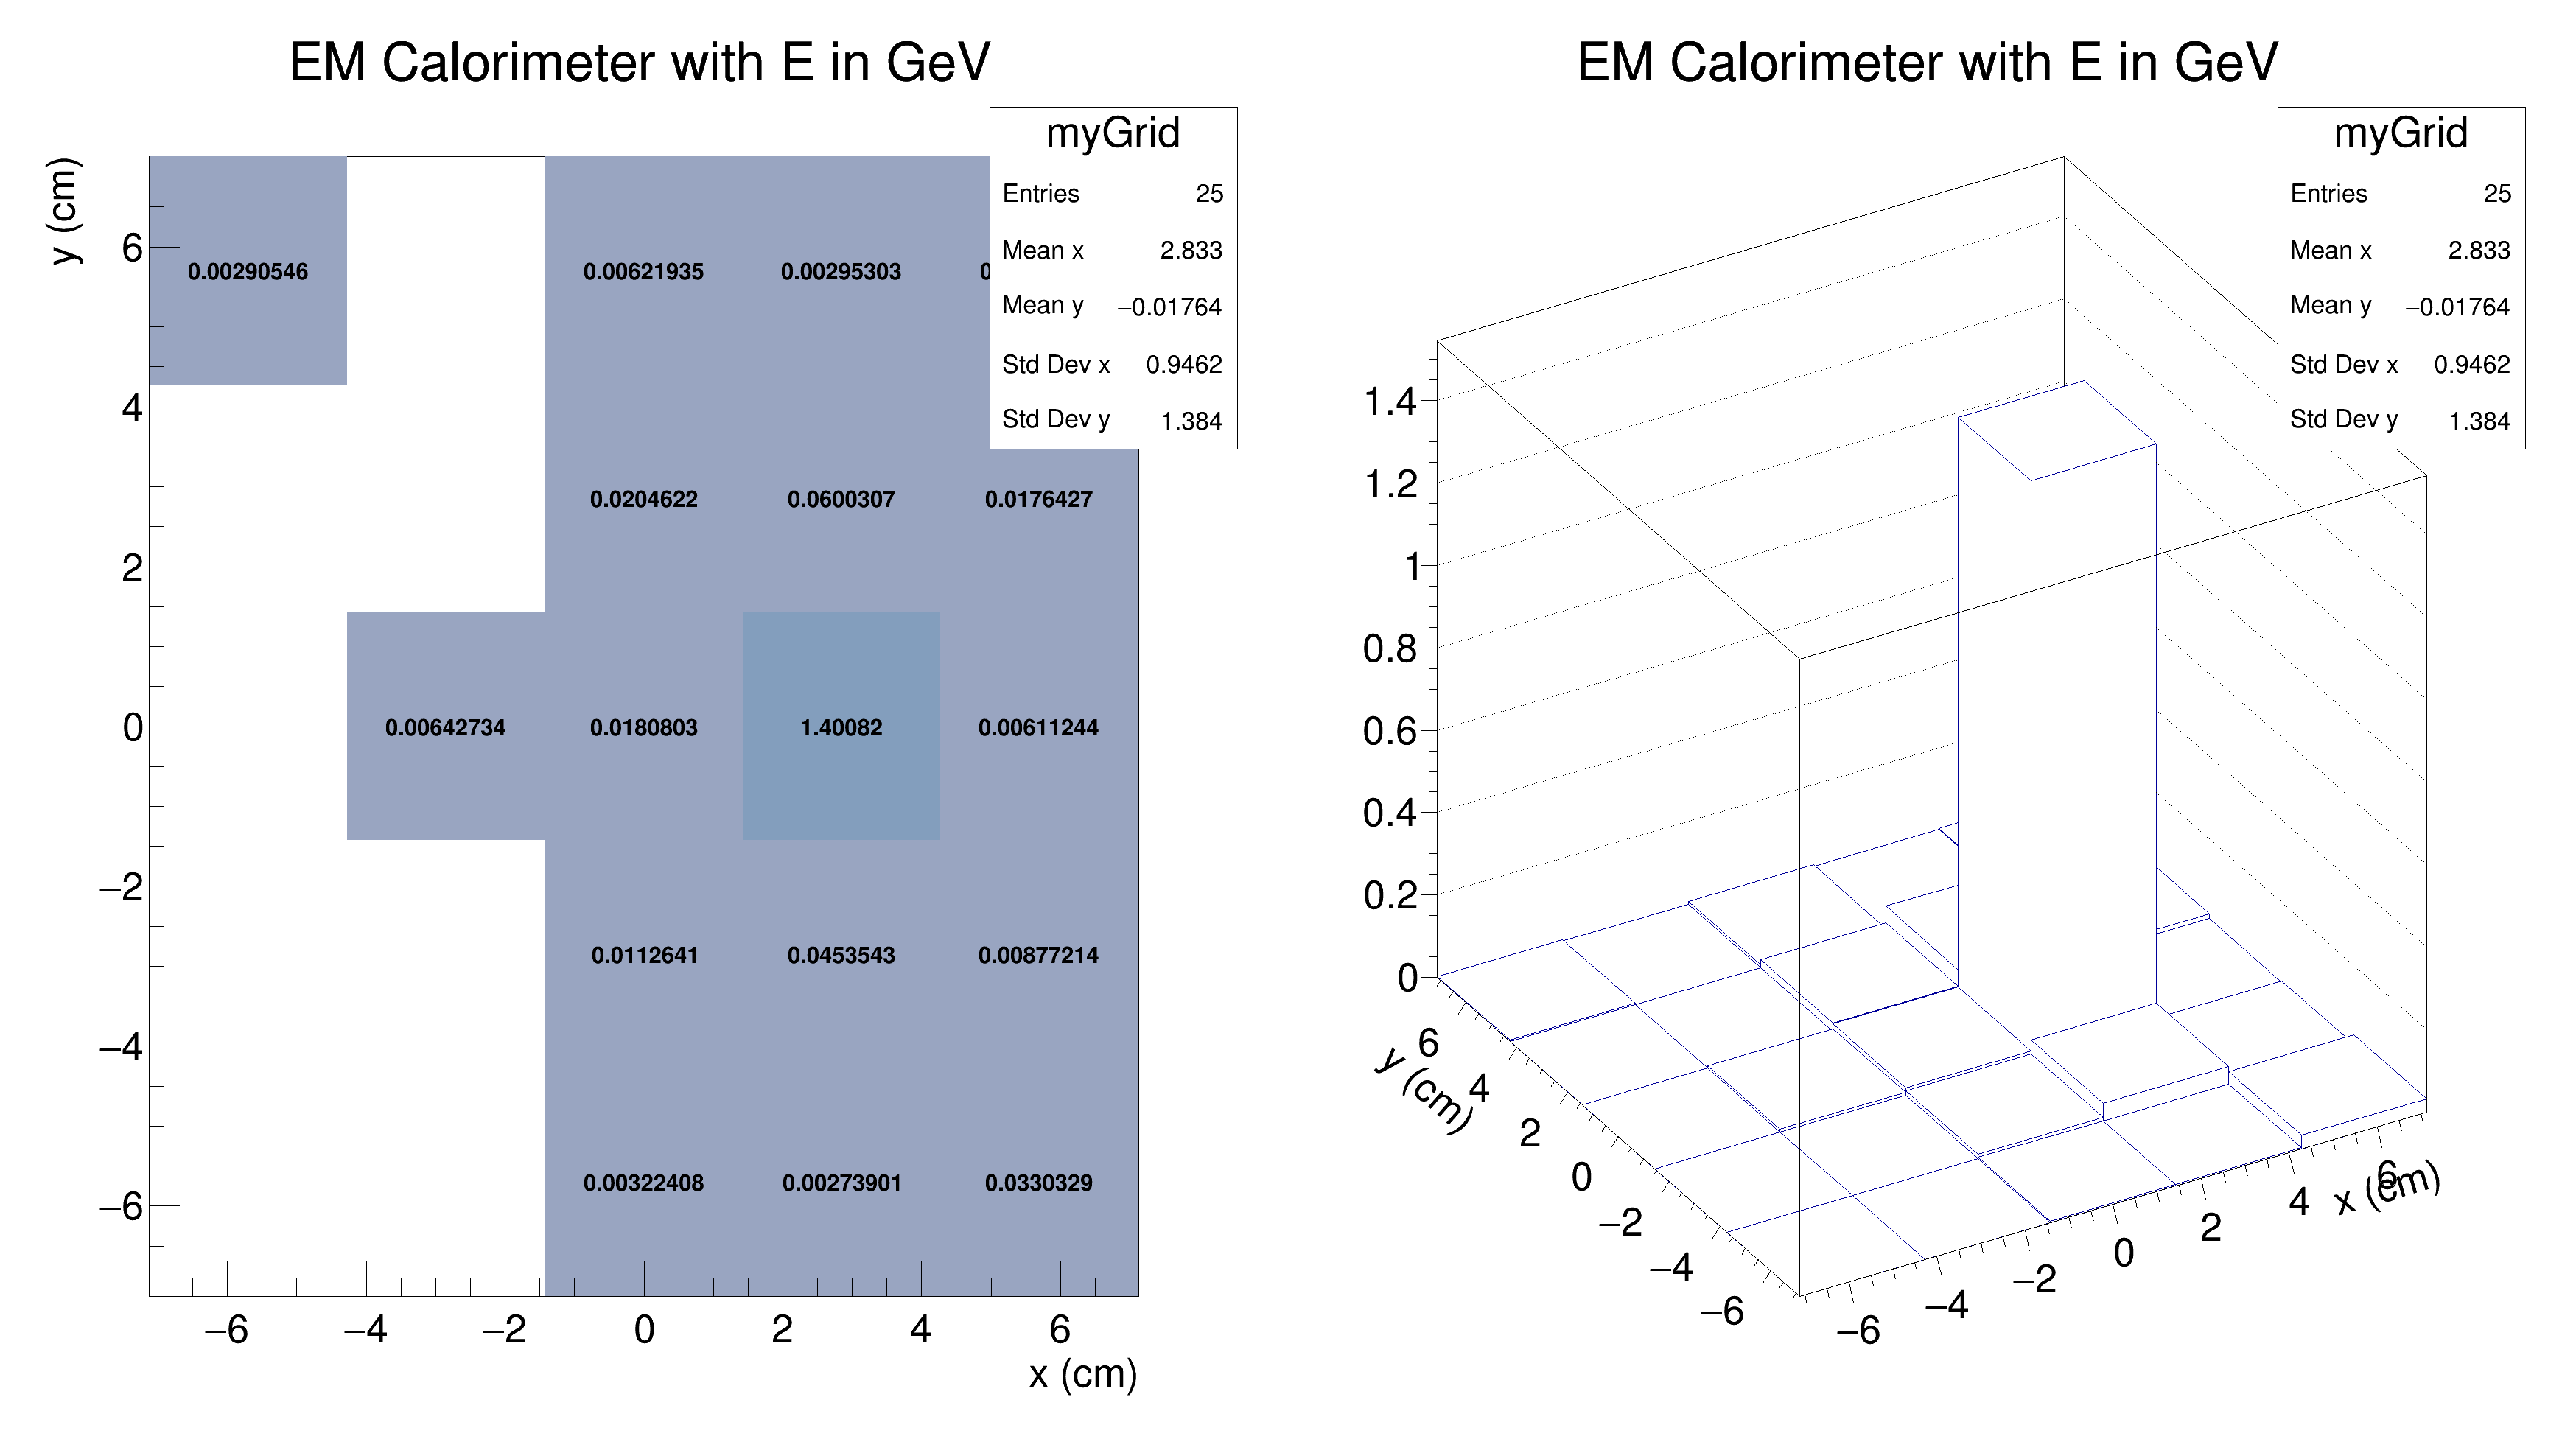 EM Calorimeter with E in GeV
myGrid
Entries 25
Mean x 2.833
Mean y −0.01764
Std Dev x 0.9462
Std Dev y 1.384
y (cm)
6
4
2
0
−2
−4
−6
0.00290546 0.00621935 0.00295303
0.0204622 0.0600307 0.0176427
0.00642734 0.0180803 1.40082 0.00611244
0.0112641 0.0453543 0.00877214
0.00322408 0.00273901 0.0330329
−6 −4 −2 0 2 4 6
x (cm)
EM Calorimeter with E in GeV
myGrid
Entries 25
Mean x 2.833
Mean y −0.01764
Std Dev x 0.9462
Std Dev y 1.384
1.4
1.2
1
0.8
0.6
0.4
0.2
0
y (cm)
6
4
2
0
−2
−4
−6
−6 −4 −2 0 2 4 6
x (cm)